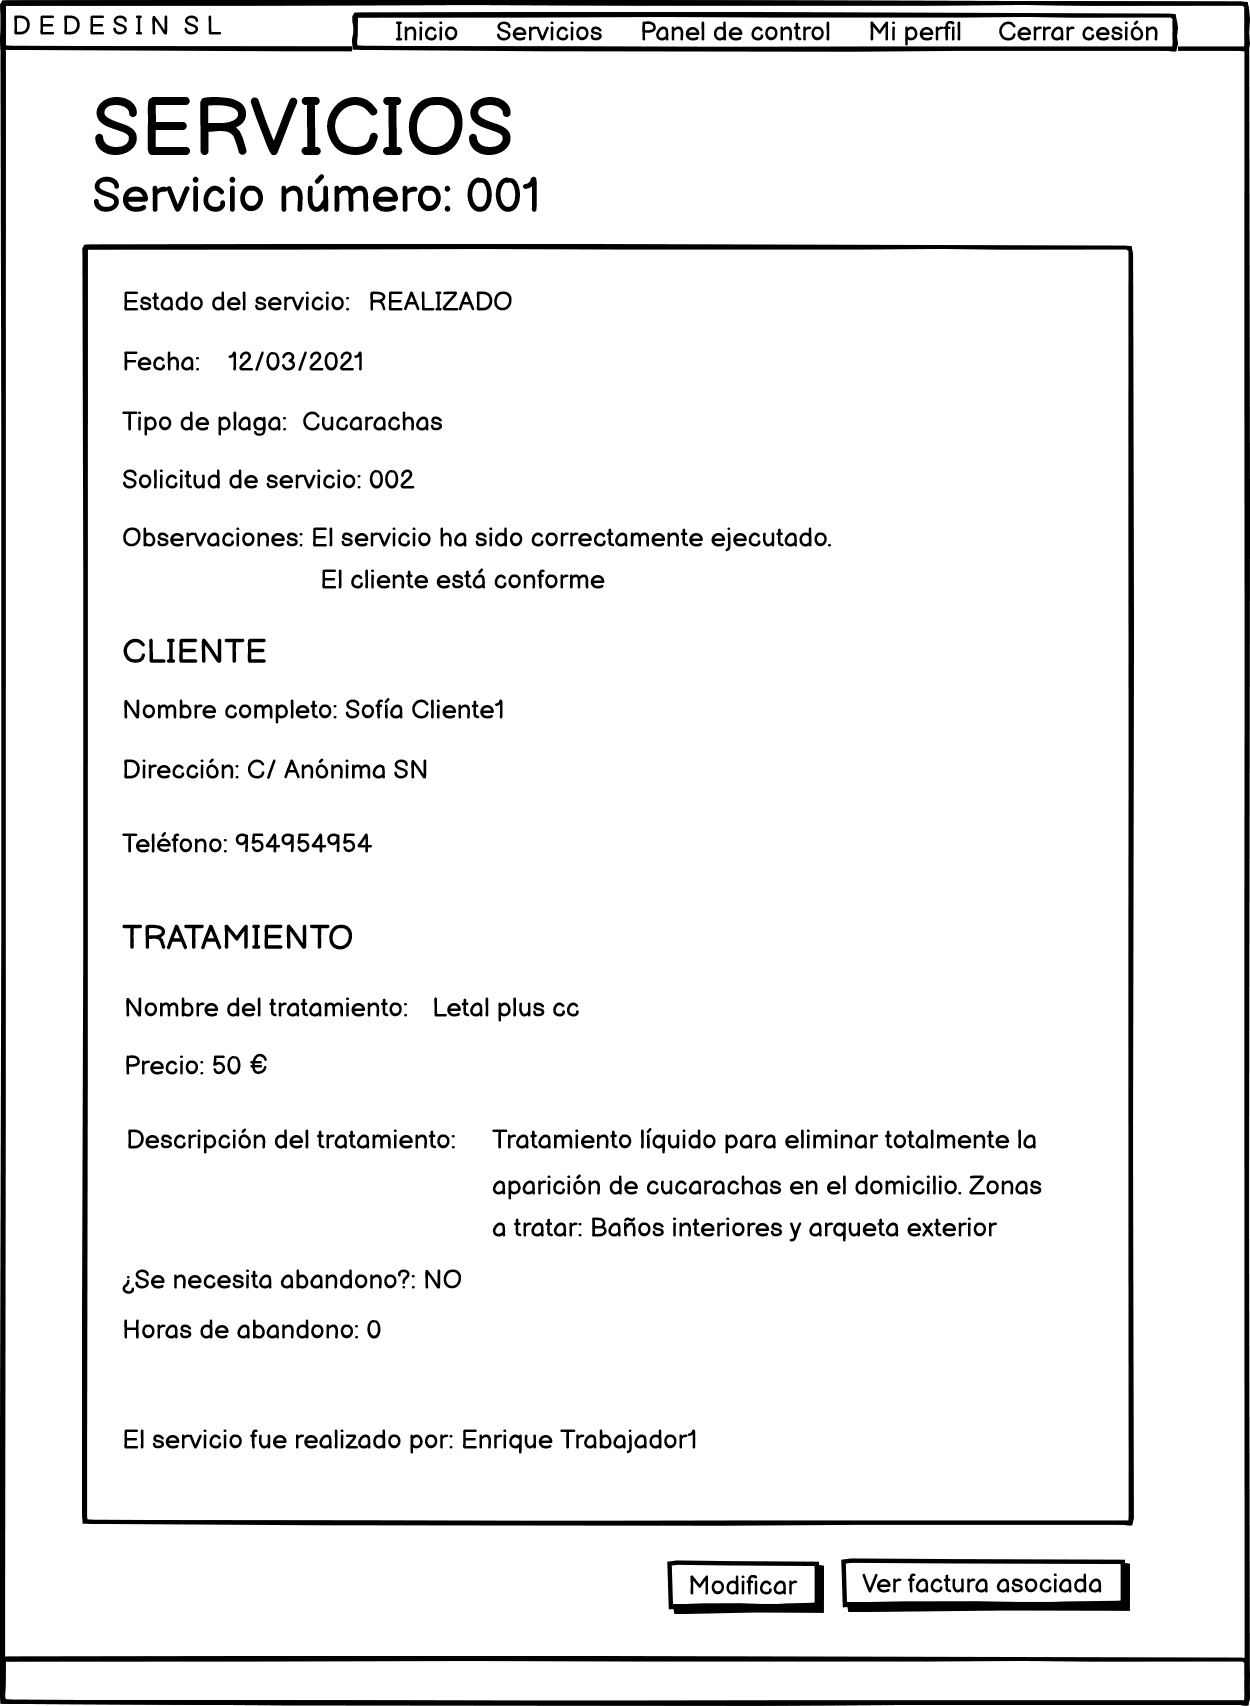 DEDESIN SL
Inicio Servicios Panel de control Mi perfil Cerrar cesión
SERVICIOS
Servicio número: 001
Estado del servicio: REALIZADO
Fecha: 12/03/2021
Tipo de plaga: Cucarachas
Solicitud de servicio: 002
Observaciones: El servicio ha sido correctamente ejecutado.
El cliente está conforme
CLIENTE
Nombre completo: Sofía Cliente1
Dirección: C/ Anónima SN
Teléfono: 954954954
TRATAMIENTO
Nombre del tratamiento: Letal plus cc
Precio: 50 €
Descripción del tratamiento: Tratamiento líquido para eliminar totalmente la
aparición de cucarachas en el domicilio. Zonas
a tratar: Baños interiores y arqueta exterior
¿Se necesita abandono?: NO
Horas de abandono: 0
El servicio fue realizado por: Enrique Trabajador1
Modificar Ver factura asociada